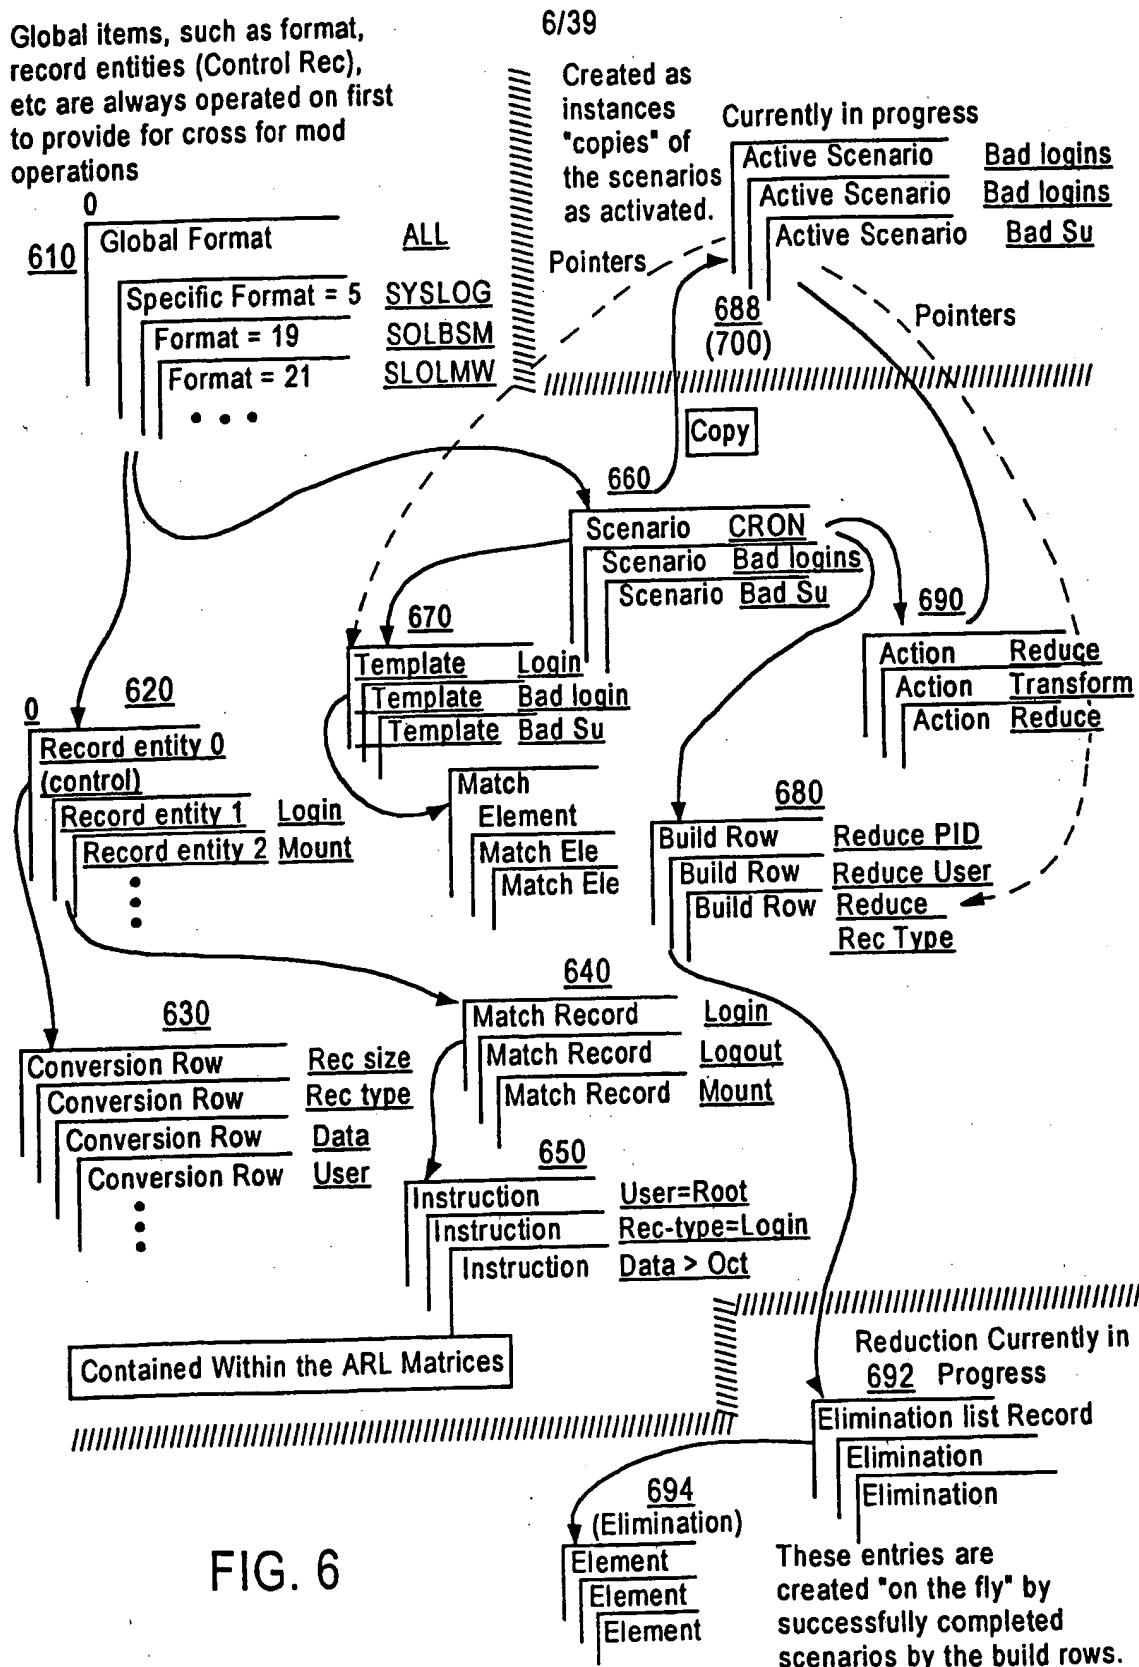 6/39
Global items, such as format,
record entities (Control Rec),
etc are always operated on first
to provide for cross for mod
operations
Created as
instances
"copies" of
the scenarios
as activated.
Currently in progress
Active Scenario Bad logins
Active Scenario Bad logins
Active Scenario Bad Su
Pointers
688
(700)
Pointers
0
610
Global Format ALL
Specific Format = 5 SYSLOG
Format = 19 SOLBSM
Format = 21 SLOLMW
Copy
660
Scenario CRON
Scenario Bad logins
Scenario Bad Su
690
Action Reduce
Action Transform
Action Reduce
670
Template Login
Template Bad login
Template Bad Su
0
620
Record entity 0
(control)
Record entity 1 Login
Record entity 2 Mount
Match
Element
Match Ele
Match Ele
680
Build Row Reduce PID
Build Row Reduce User
Build Row Reduce
Rec Type
640
Match Record Login
Match Record Logout
Match Record Mount
630
Conversion Row Rec size
Conversion Row Rec type
Conversion Row Data
Conversion Row User
650
Instruction User=Root
Instruction Rec-type=Login
Instruction Data > Oct
Contained Within the ARL Matrices
Reduction Currently in
692 Progress
Elimination list Record
Elimination
Elimination
694
(Elimination)
Element
Element
Element
These entries are
created "on the fly" by
successfully completed
scenarios by the build rows.
FIG. 6